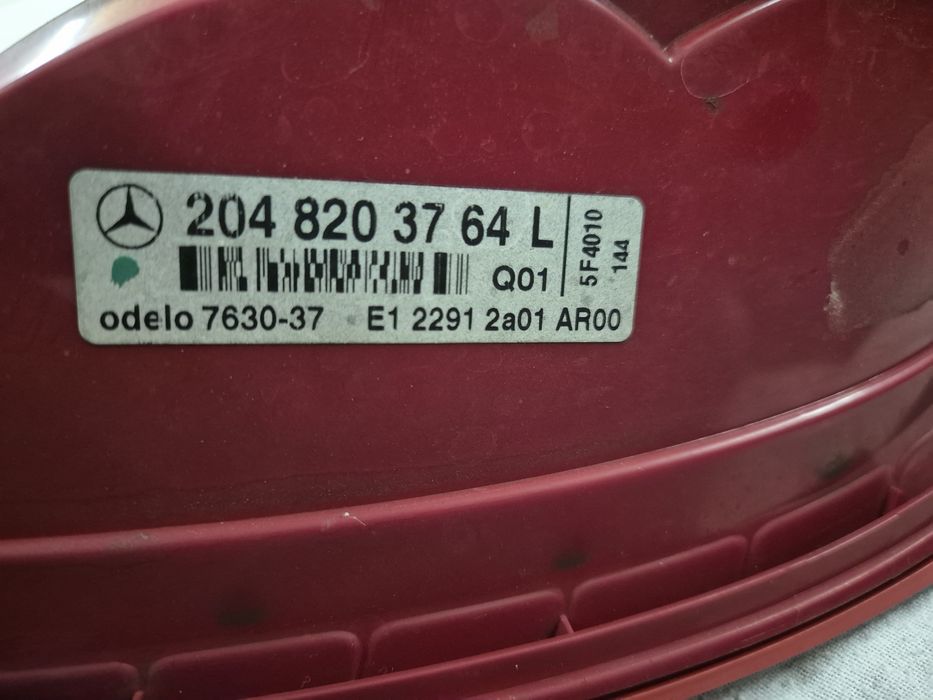 204 820 37 64 L
Q01
5F4010
144
odelo 7630-37 E1 2291 2a01 AR00